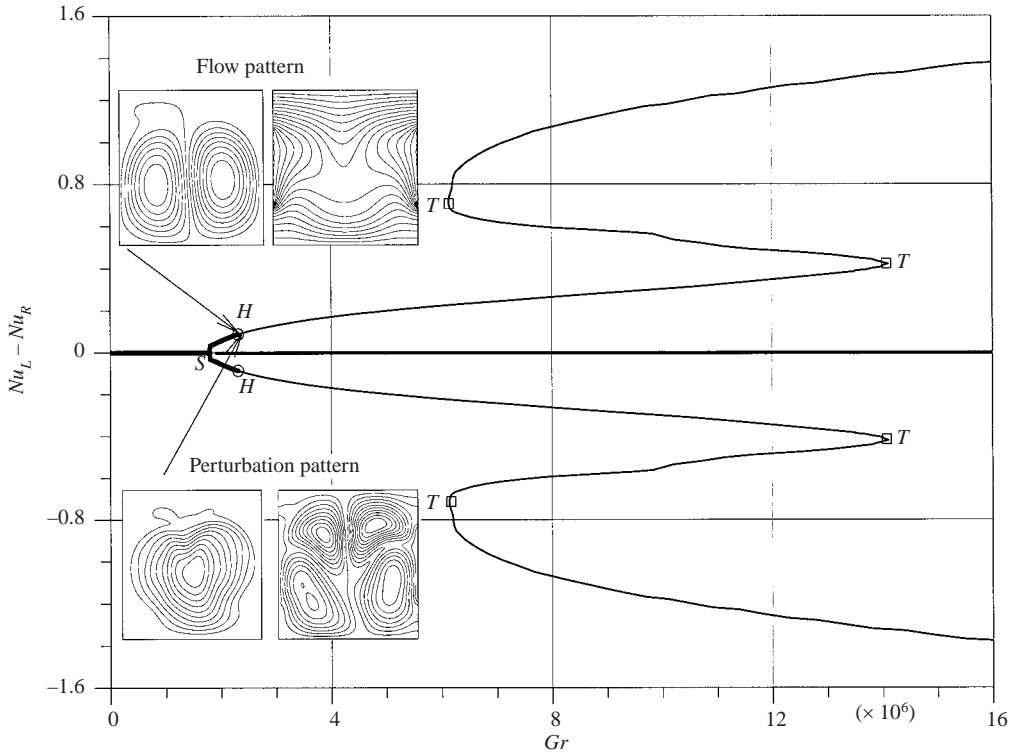 1.6
Flow pattern
0.8
T
T
H
Nu_L – Nu_R
0
S
H
T
Perturbation pattern
T
–0.8
–1.6
0
4
8
12
(× 10^6)
16
Gr